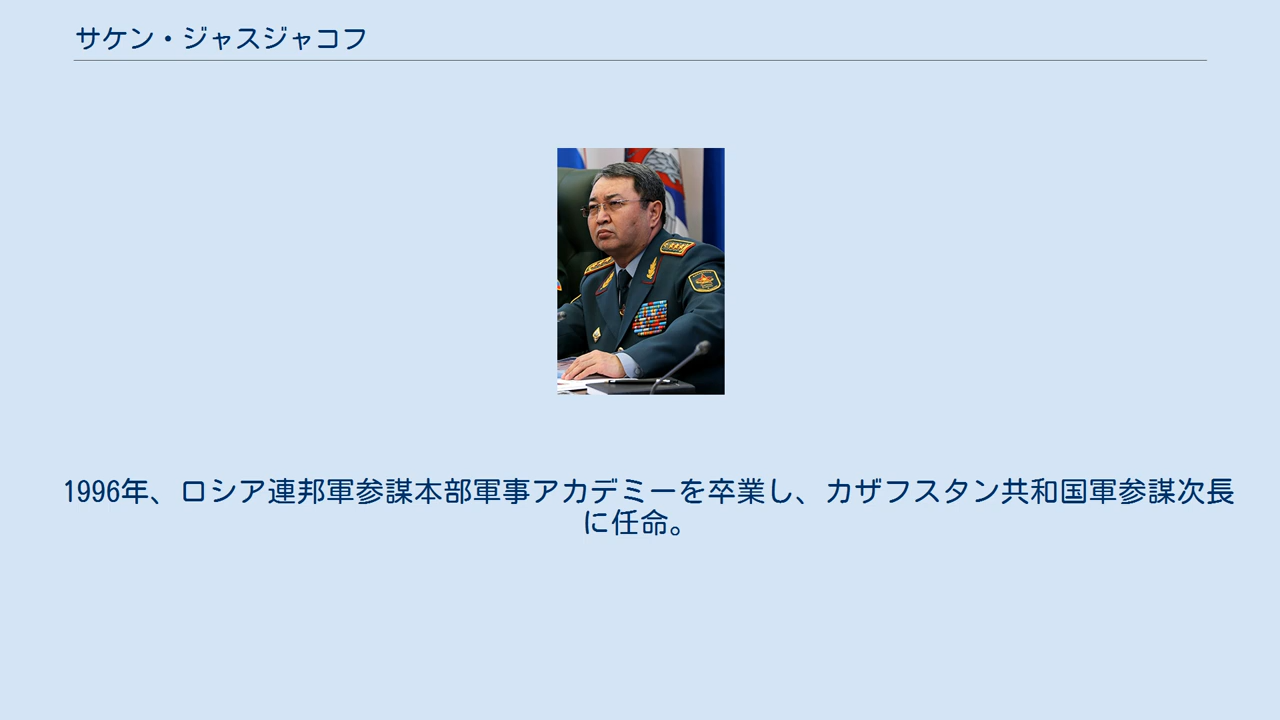 サケン・ジャスジャコフ
1996年、ロシア連邦軍参謀本部軍事アカデミーを卒業し、カザフスタン共和国軍参謀次長
に任命。